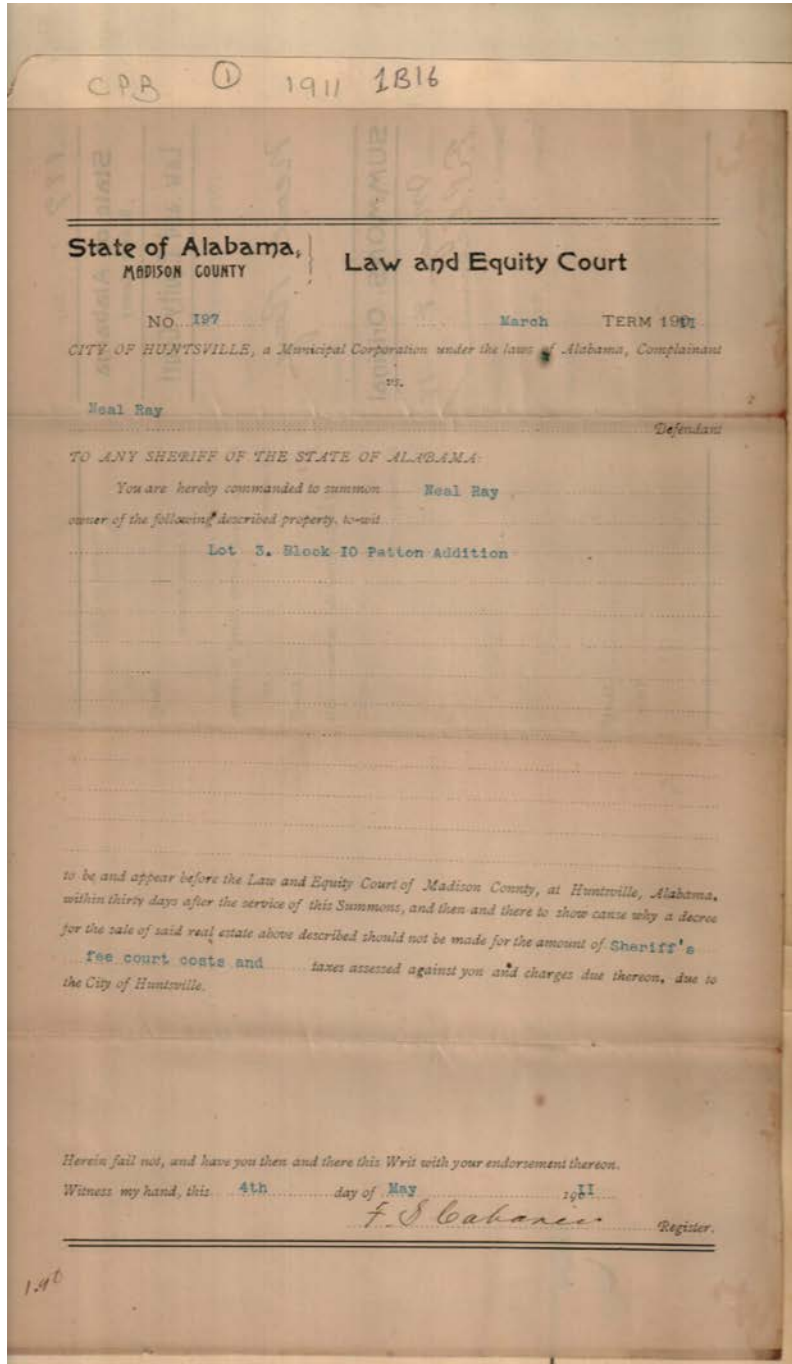 CPB ① 1911 1B16
State of Alabama, Law and Equity Court
MADISON COUNTY
No. 197 March TERM 1911
CITY OF HUNTSVILLE, a Municipal Corporation under the laws of Alabama, Complainant
vs.
Neal Ray
Defendant
TO ANY SHERIFF OF THE STATE OF ALABAMA:
You are hereby commanded to summon Neal Ray
owner of the following described property, to-wit
Lot 3. Block IO Patton Addition
to be and appear before the Law and Equity Court of Madison County, at Huntsville, Alabama,
within thirty days after the service of this Summons, and then and there to show cause why a decree
for the sale of said real estate above described should not be made for the amount of Sheriff's
fee court costs and taxes assessed against you and charges due thereon, due to
the City of Huntsville.
Herein fail not, and have you then and there this Writ with your endorsement thereon.
Witness my hand, this 4th day of May 19II
F S Cabaniss Register.